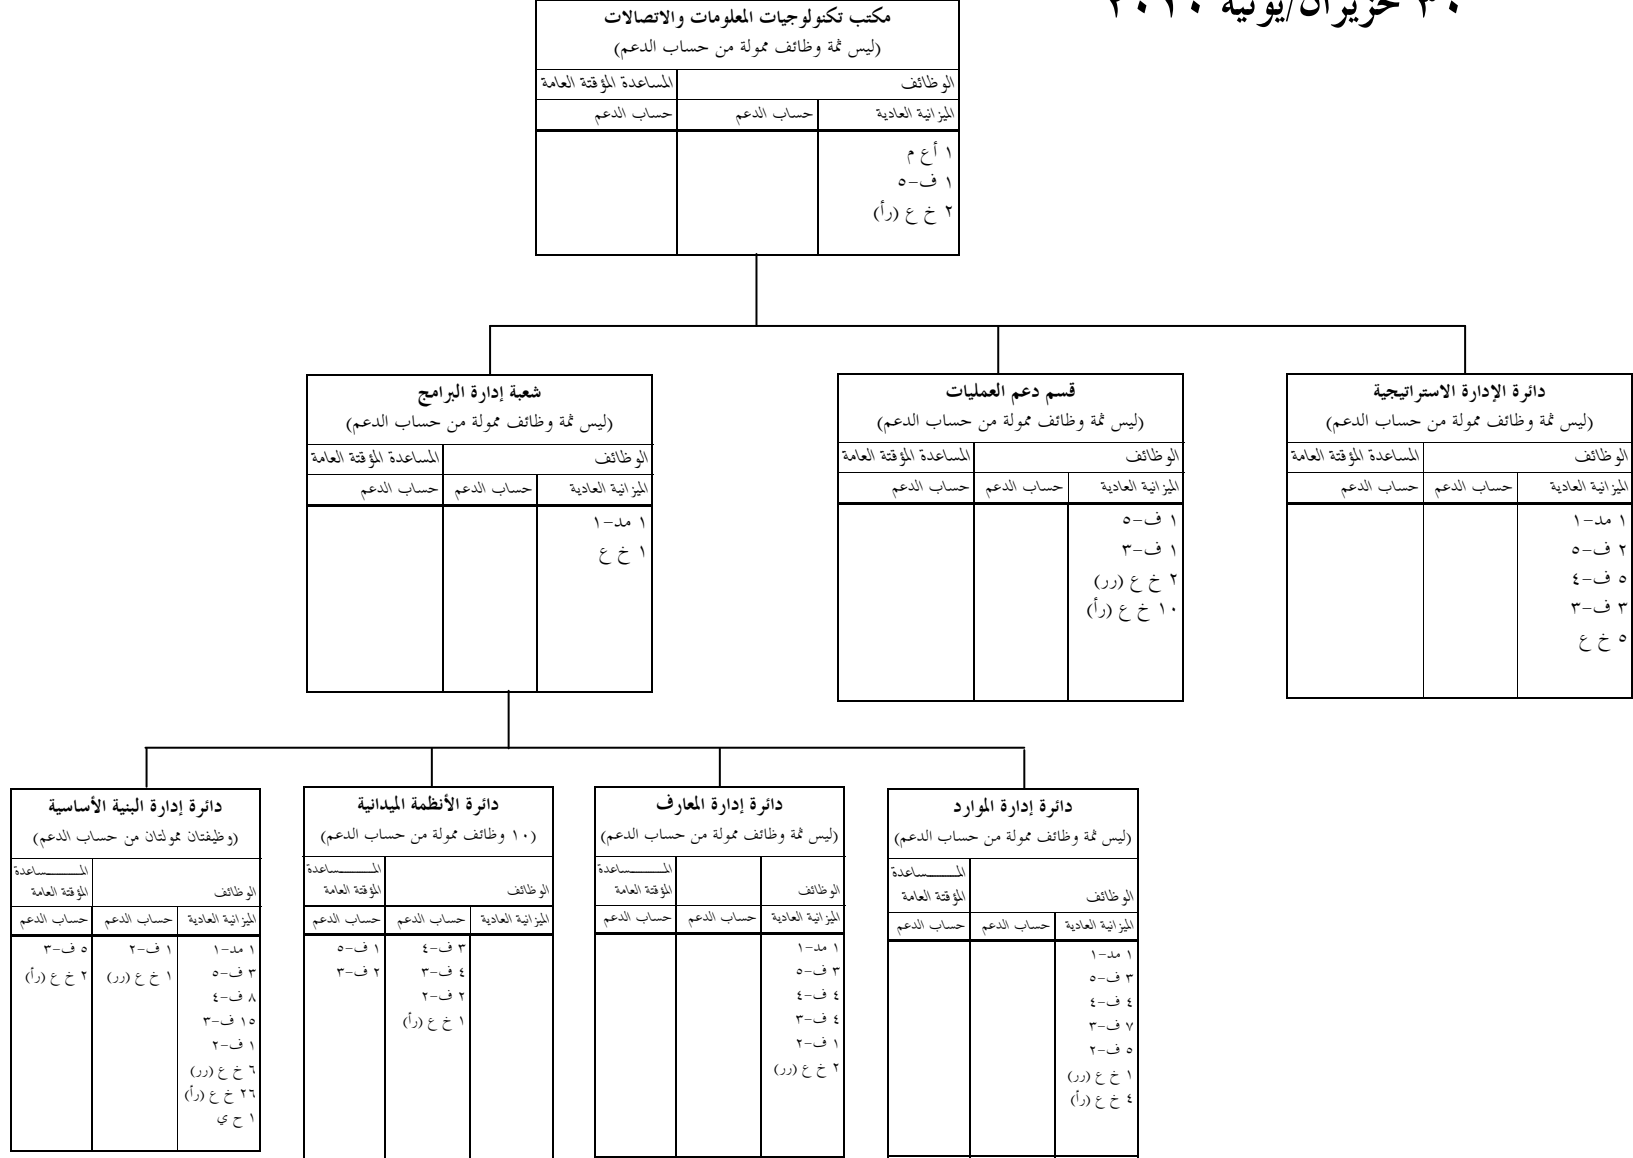 ٣٠ حزيران/يونيه ٢٠١٠
مكتب تكنولوجيات المعلومات والاتصالات
(ليس ثمة وظائف ممولة من حساب الدعم)
الوظائف المساعدة المؤقتة العامة
الميزانية العادية حساب الدعم حساب الدعم
١ أ ع م
١ ف-٥
٢ خ ع (رأ)
دائرة الإدارة الاستراتيجية
(ليس ثمة وظائف ممولة من حساب الدعم)
الوظائف المساعدة المؤقتة العامة
الميزانية العادية حساب الدعم حساب الدعم
١ مد-١
٢ ف-٥
٥ ف-٤
٣ ف-٣
٥ خ ع
قسم دعم العمليات
(ليس ثمة وظائف ممولة من حساب الدعم)
الوظائف المساعدة المؤقتة العامة
الميزانية العادية حساب الدعم حساب الدعم
١ ف-٥
١ ف-٣
٢ خ ع (رر)
١٠ خ ع (رأ)
شعبة إدارة البرامج
(ليس ثمة وظائف ممولة من حساب الدعم)
الوظائف المساعدة المؤقتة العامة
الميزانية العادية حساب الدعم حساب الدعم
١ مد-١
١ خ ع
دائرة إدارة الموارد
(ليس ثمة وظائف ممولة من حساب الدعم)
المـــــــساعدة
الوظائف المؤقتة العامة
الميزانية العادية حساب الدعم حساب الدعم
١ مد-١
٣ ف-٥
٤ ف-٤
٧ ف-٣
٥ ف-٢
١ خ ع (رر)
٤ خ ع (رأ)
دائرة إدارة المعارف
(ليس ثمة وظائف ممولة من حساب الدعم)
المـــــــساعدة
الوظائف المؤقتة العامة
الميزانية العادية حساب الدعم حساب الدعم
١ مد-١
٣ ف-٥
٤ ف-٤
٤ ف-٣
١ ف-٢
٢ خ ع (رر)
دائرة الأنظمة الميدانية
(١٠ وظائف ممولة من حساب الدعم)
المـــــــساعدة
الوظائف المؤقتة العامة
الميزانية العادية حساب الدعم حساب الدعم
٣ ف-٤ ١ ف-٥
٤ ف-٣ ٢ ف-٣
٢ ف-٢
١ خ ع (رأ)
دائرة إدارة البنية الأساسية
(وظيفتان ممولتان من حساب الدعم)
المـــــــساعدة
الوظائف المؤقتة العامة
الميزانية العادية حساب الدعم حساب الدعم
١ مد-١ ١ ف-٢ ٥ ف-٣
٣ ف-٥ ١ خ ع (رر) ٢ خ ع (رأ)
٨ ف-٤
١٥ ف-٣
١ ف-٢
٦ خ ع (رر)
٢٦ خ ع (رأ)
١ ح ي